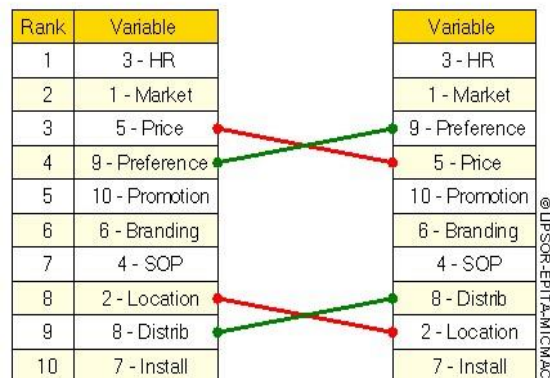 Rank Variable Variable
1 3 - HR 3 - HR
2 1 - Market 1 - Market
3 5 - Price 9 - Preference
4 9 - Preference 5 - Price
5 10 - Promotion 10 - Promotion
6 6 - Branding 6 - Branding
7 4 - SOP 4 - SOP
8 2 - Location 8 - Distrib
9 8 - Distrib 2 - Location
10 7 - Install 7 - Install
© LIPSOR-EPITA-MICMAC